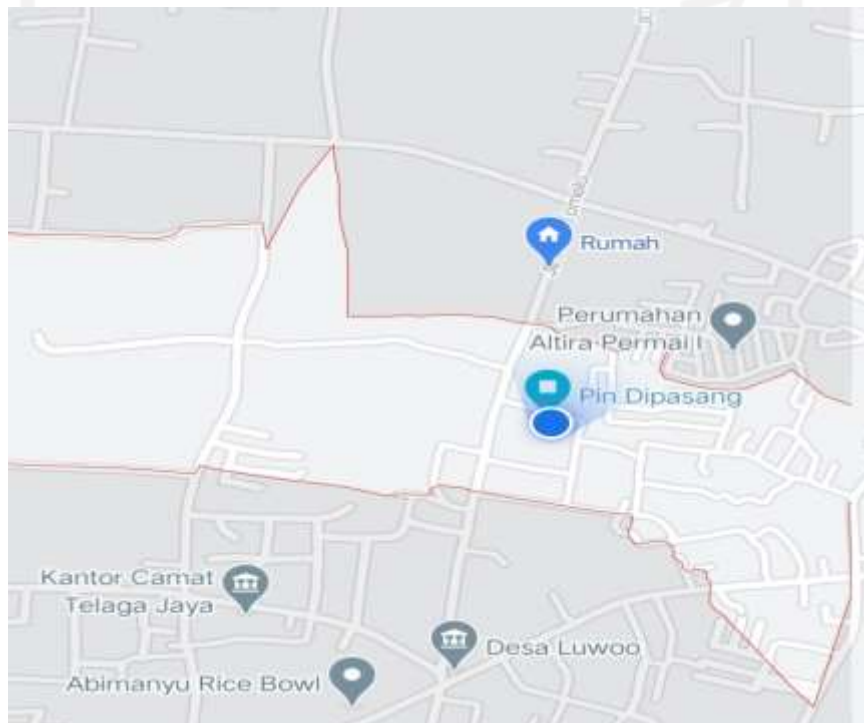 Rumah
Perumahan
Altira Permai I
Pin Dipasang
Kantor Camat
Telaga Jaya
Desa Luwoo
Abimanyu Rice Bowl